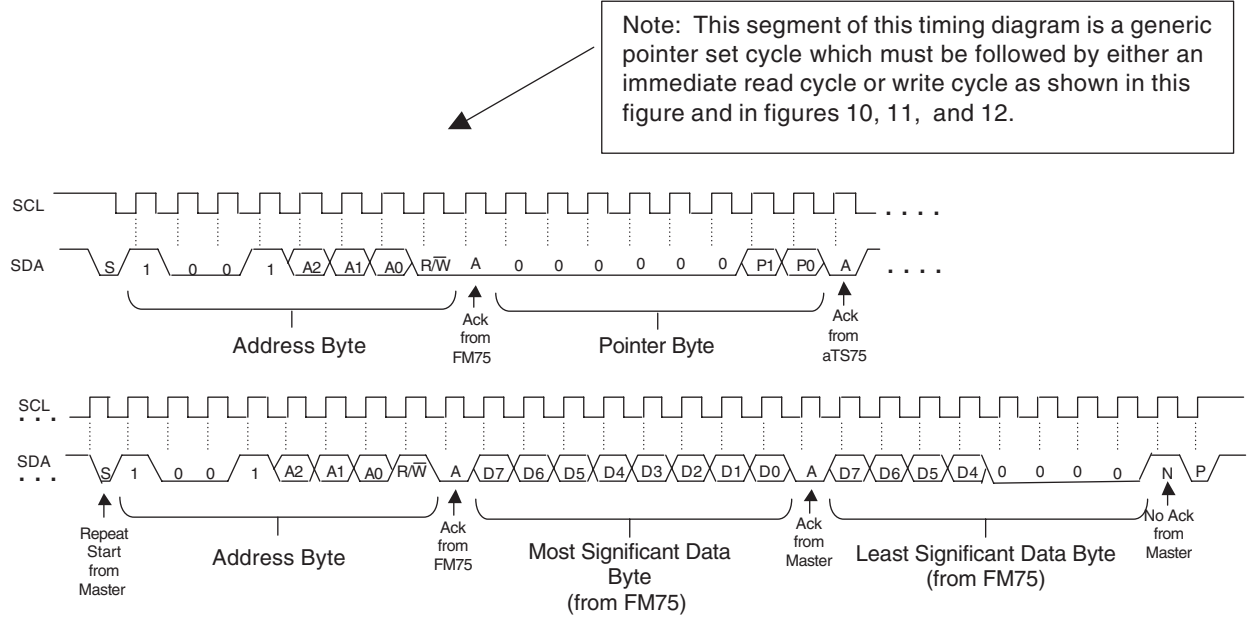 Note: This segment of this timing diagram is a generic
pointer set cycle which must be followed by either an
immediate read cycle or write cycle as shown in this
figure and in figures 10, 11, and 12.
SCL
. . . .
SDA S 1 0 0 1 A2 A1 A0 R/W̅ A 0 0 0 0 0 0 P1 P0 A . . . .
Address Byte
Ack
from
FM75
Pointer Byte
Ack
from
aTS75
SCL
. . .
SDA S 1 0 0 1 A2 A1 A0 R/W̅ A D7 D6 D5 D4 D3 D2 D1 D0 A D7 D6 D5 D4 0 0 0 0 N P
. . .
Repeat
Start
from
Master
Address Byte
Ack
from
FM75
Most Significant Data
Byte
(from FM75)
Ack
from
Master
Least Significant Data Byte
(from FM75)
No Ack
from
Master